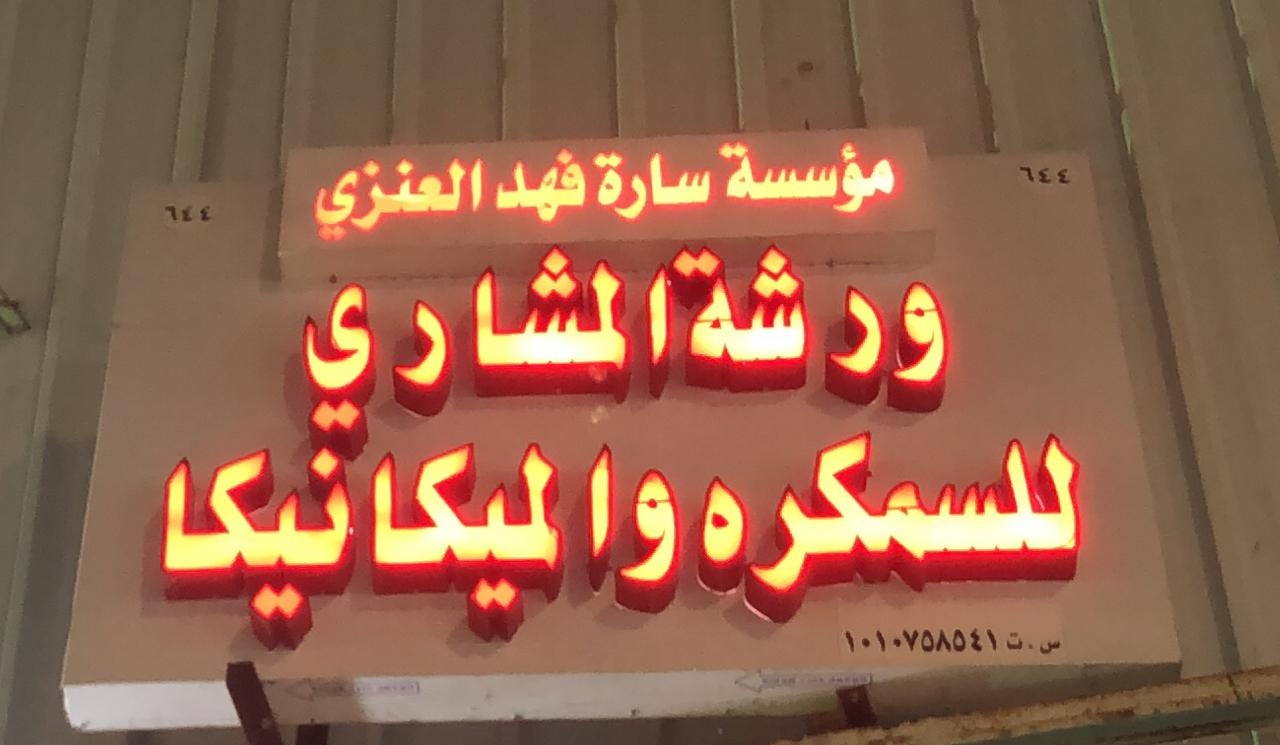 مؤسسة سارة فهد العنزي
٦٤٤
٦٤٤
ورشة المشاري
للسمكره والميكانيكا
س.ت ١٠١٠٧٥٨٥٤١